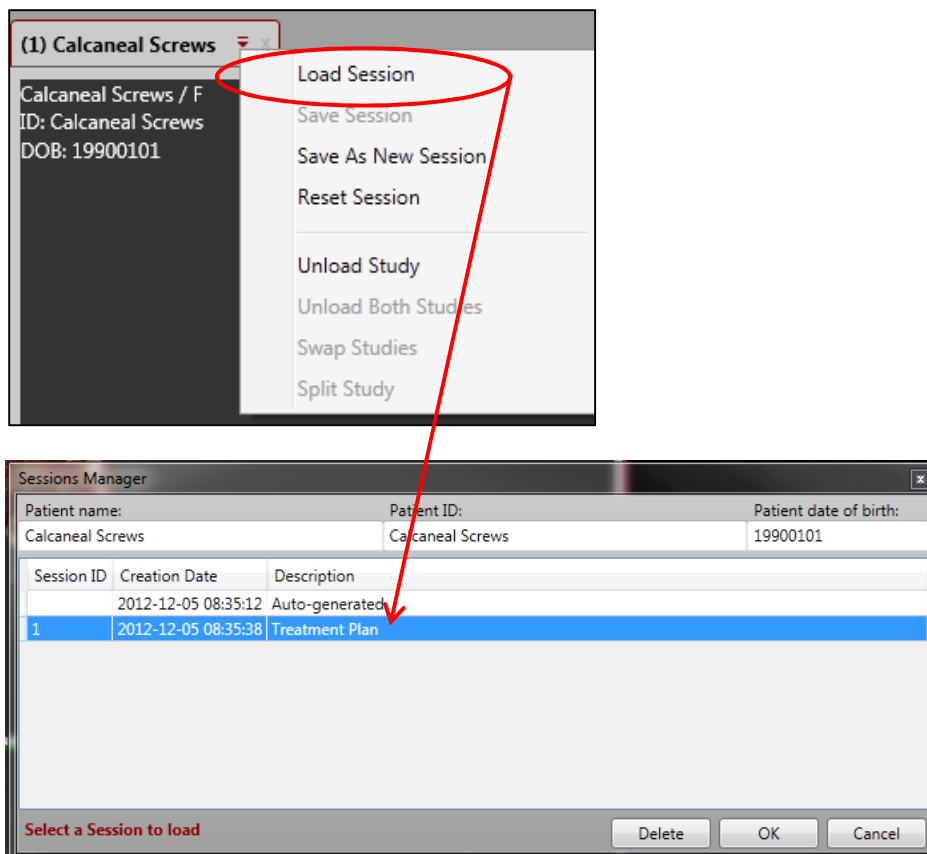 (1) Calcaneal Screws x
Calcaneal Screws / F
ID: Calcaneal Screws
DOB: 19900101
Load Session
Save Session
Save As New Session
Reset Session
Unload Study
Unload Both Studies
Swap Studies
Split Study
Sessions Manager x
Patient name: Patient ID: Patient date of birth:
Calcaneal Screws Calcaneal Screws 19900101
Session ID Creation Date Description
2012-12-05 08:35:12 Auto-generated
1 2012-12-05 08:35:38 Treatment Plan
Select a Session to load Delete OK Cancel